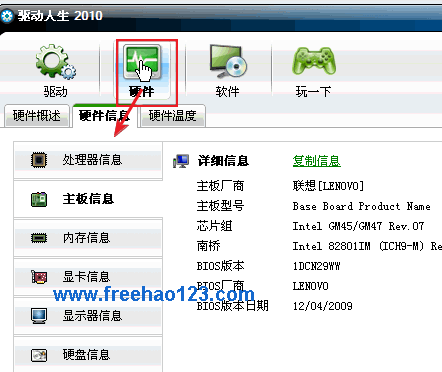 驱动人生 2010
驱动 硬件 软件 玩一下
硬件概述 硬件信息 硬件温度
处理器信息
主板信息
内存信息
显卡信息
显示器信息
硬盘信息
详细信息 复制信息
主板厂商 联想[LENOVO]
主板型号 Base Board Product Name
芯片组 Intel GM45/GM47 Rev.07
南桥 Intel 82801IM (ICH9-M) Re
BIOS版本 1DCN29WW
BIOS厂商 LENOVO
BIOS版本日期 12/04/2009
www.freehao123.com